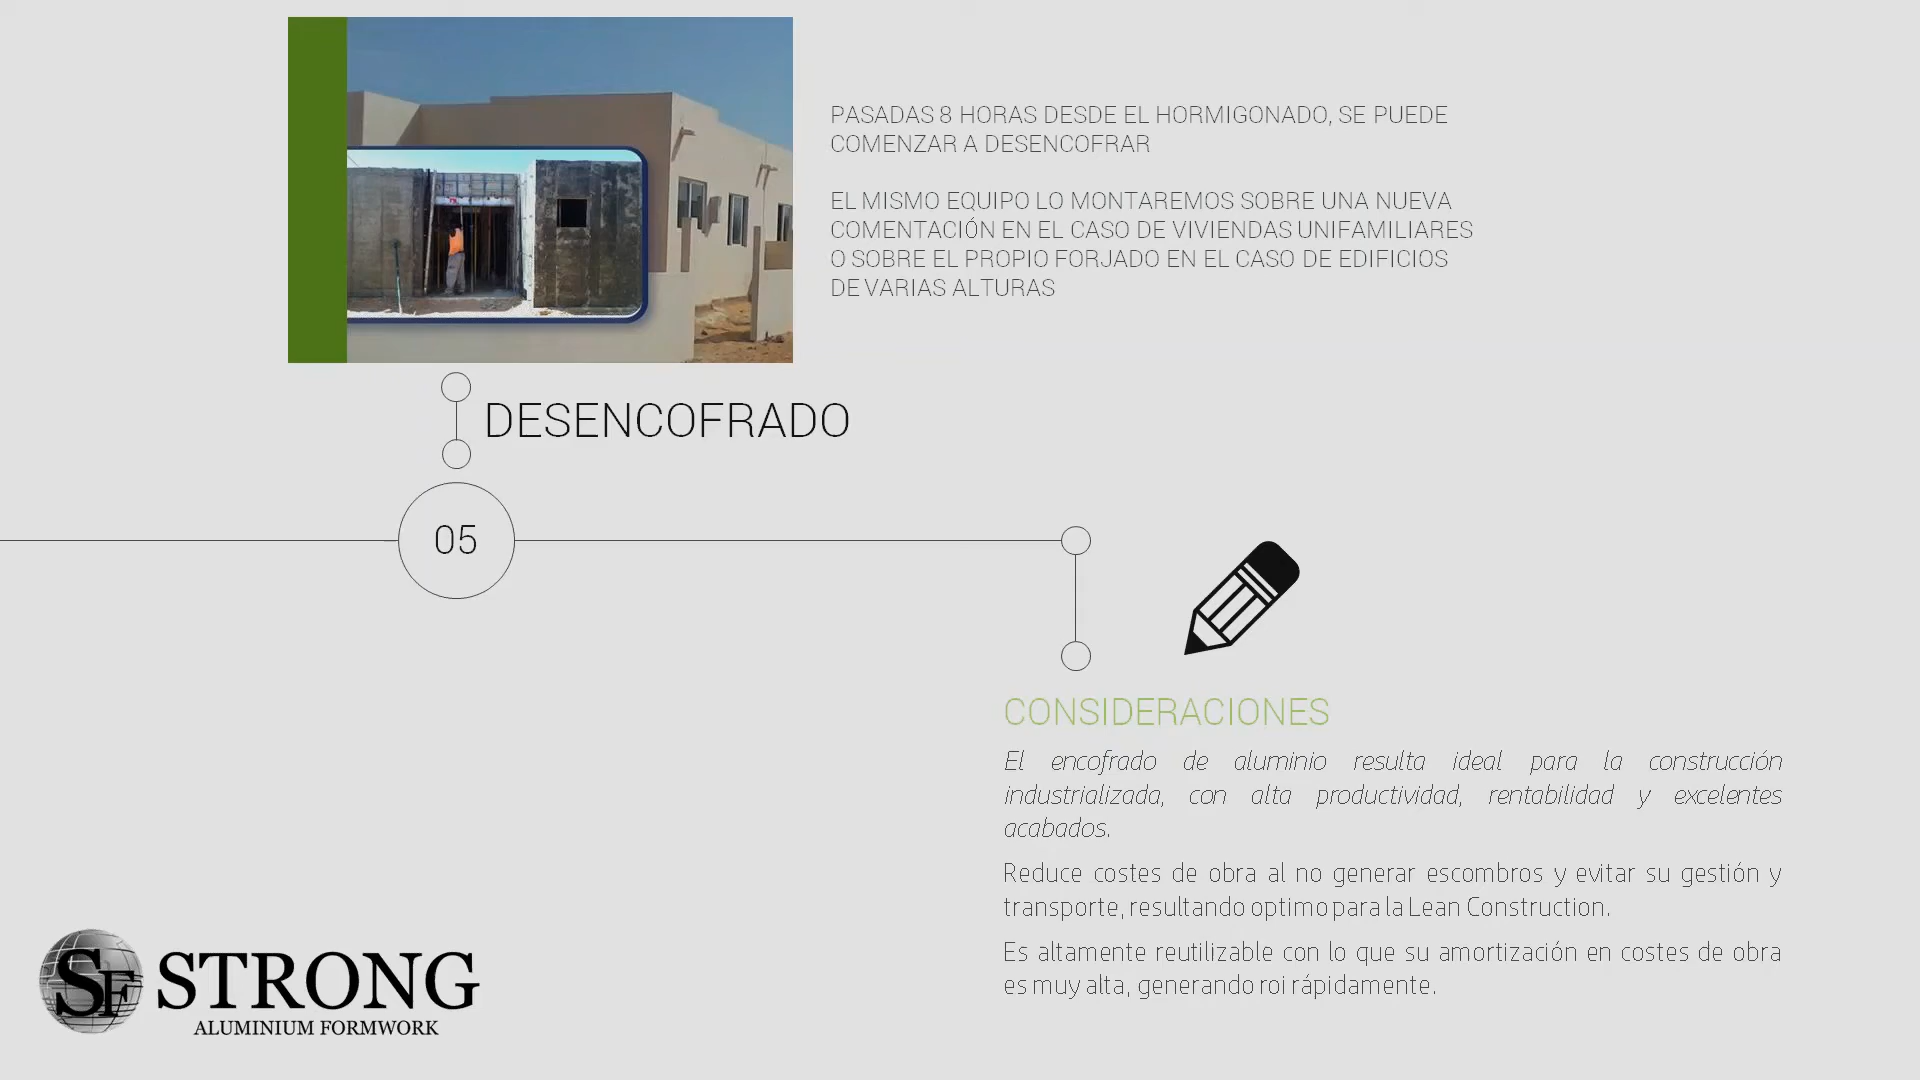 PASADAS 8 HORAS DESDE EL HORMIGONADO, SE PUEDE
COMENZAR A DESENCOFRAR
EL MISMO EQUIPO LO MONTAREMOS SOBRE UNA NUEVA
COMENTACIÓN EN EL CASO DE VIVIENDAS UNIFAMILIARES
O SOBRE EL PROPIO FORJADO EN EL CASO DE EDIFICIOS
DE VARIAS ALTURAS
DESENCOFRADO
05
CONSIDERACIONES
El encofrado de aluminio resulta ideal para la construcción
industrializada, con alta productividad, rentabilidad y excelentes
acabados.
Reduce costes de obra al no generar escombros y evitar su gestión y
transporte, resultando optimo para la Lean Construction.
Es altamente reutilizable con lo que su amortización en costes de obra
es muy alta, generando roi rápidamente.
SF STRONG
ALUMINIUM FORMWORK